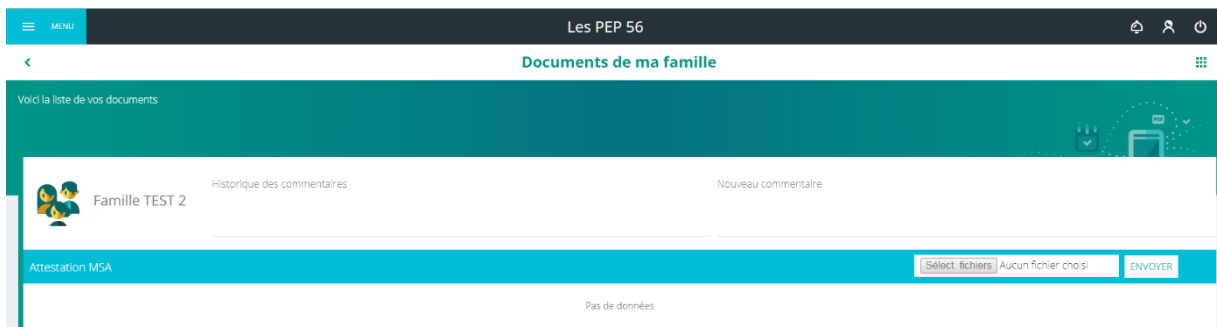 MENU
Les PEP 56
Documents de ma famille
Voici la liste de vos documents
Historique des commentaires
Nouveau commentaire
Famille TEST 2
Attestation MSA
Sélect. fichiers Aucun fichier choisi
ENVOYER
Pas de données